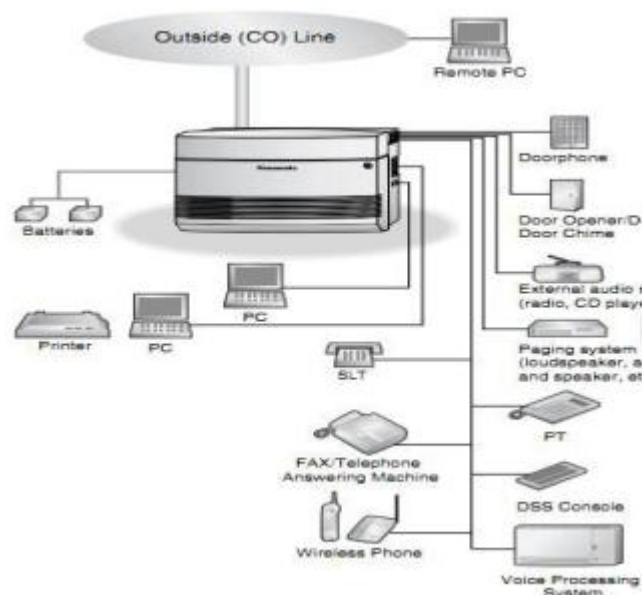 Outside (CO) Line
Remote PC
Panasonic
Doorphone
Batteries
Door Opener/D
Door Chime
PC
External audio
(radio, CD playe
Printer
PC
Paging system
(loudspeaker, a
and speaker, et
SLT
PT
FAX/Telephone
Answering Machine
DSS Console
Wireless Phone
Voice Processing
System